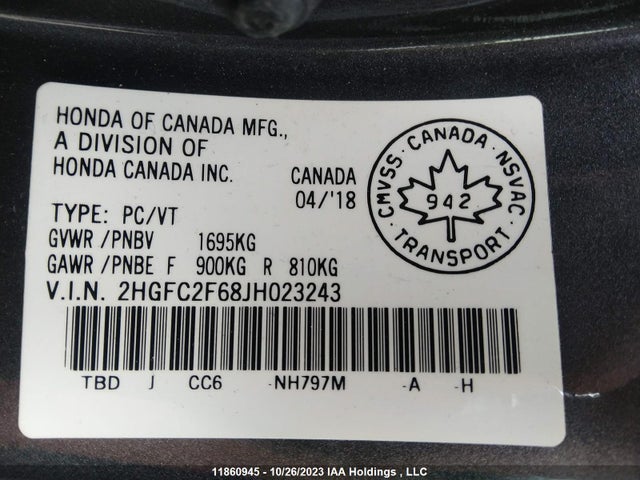 HONDA OF CANADA MFG.,
A DIVISION OF
HONDA CANADA INC.
CANADA
04/'18
TYPE: PC/VT
GVWR /PNBV 1695KG
GAWR /PNBE F 900KG R 810KG
V.I.N. 2HGFC2F68JH023243
TBD J CC6 -NH797M -A -H
CMVSS · CANADA · NSVAC
942
· TRANSPORT ·
11860945 - 10/26/2023 IAA Holdings , LLC